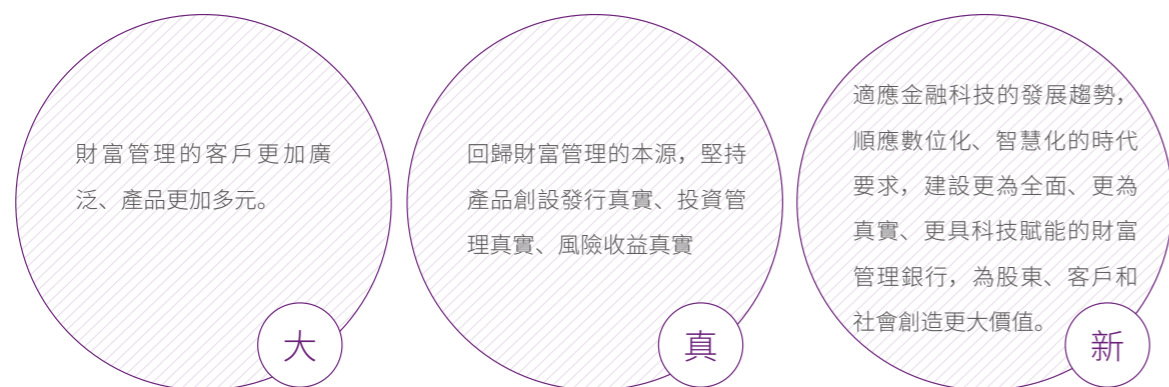 財富管理的客戶更加廣
泛、產品更加多元。
大
回歸財富管理的本源，堅持
產品創設發行真實、投資管
理真實、風險收益真實
真
適應金融科技的發展趨勢，
順應數位化、智慧化的時代
要求，建設更為全面、更為
真實、更具科技賦能的財富
管理銀行，為股東、客戶和
社會創造更大價值。
新